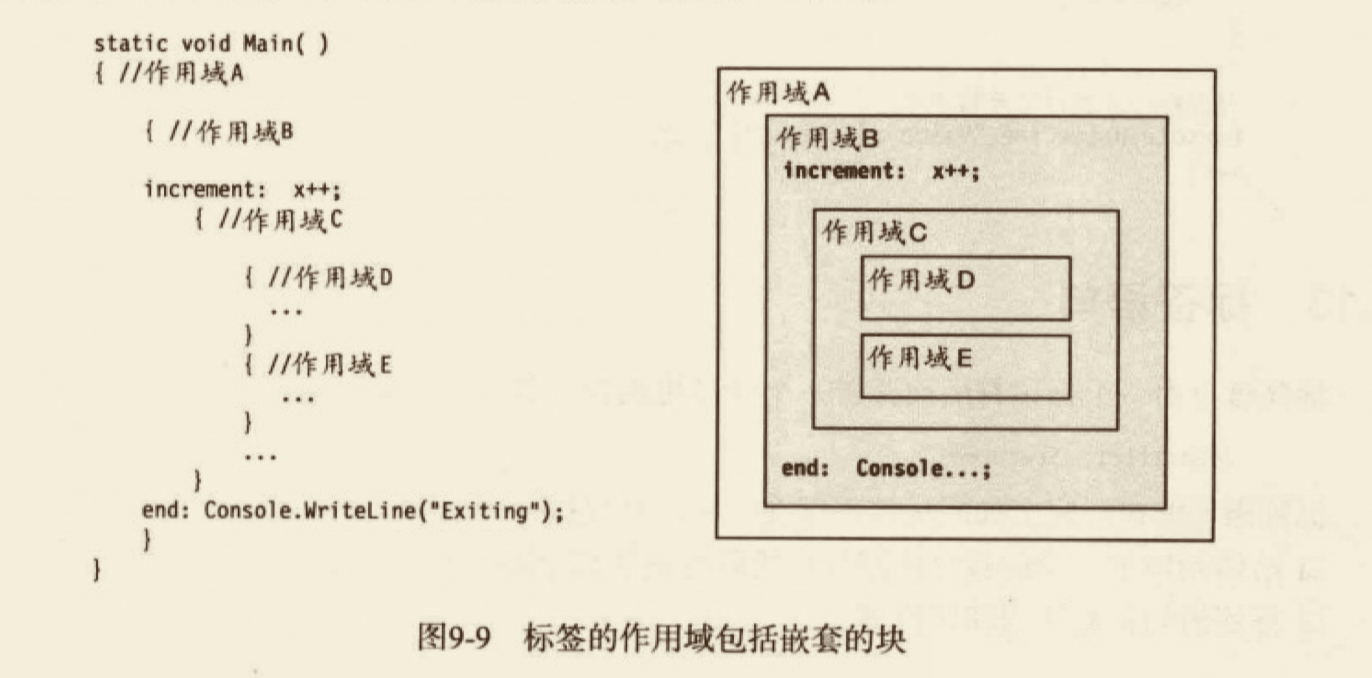 static void Main( )
{ //作用域A
{ //作用域B
increment:  x++;
{ //作用域C
{ //作用域D
...
}
{ //作用域E
...
}
...
}
end: Console.WriteLine("Exiting");
}
}
作用域A
作用域B
increment:  x++;
作用域C
作用域D
作用域E
end:  Console...;
图9-9  标签的作用域包括嵌套的块